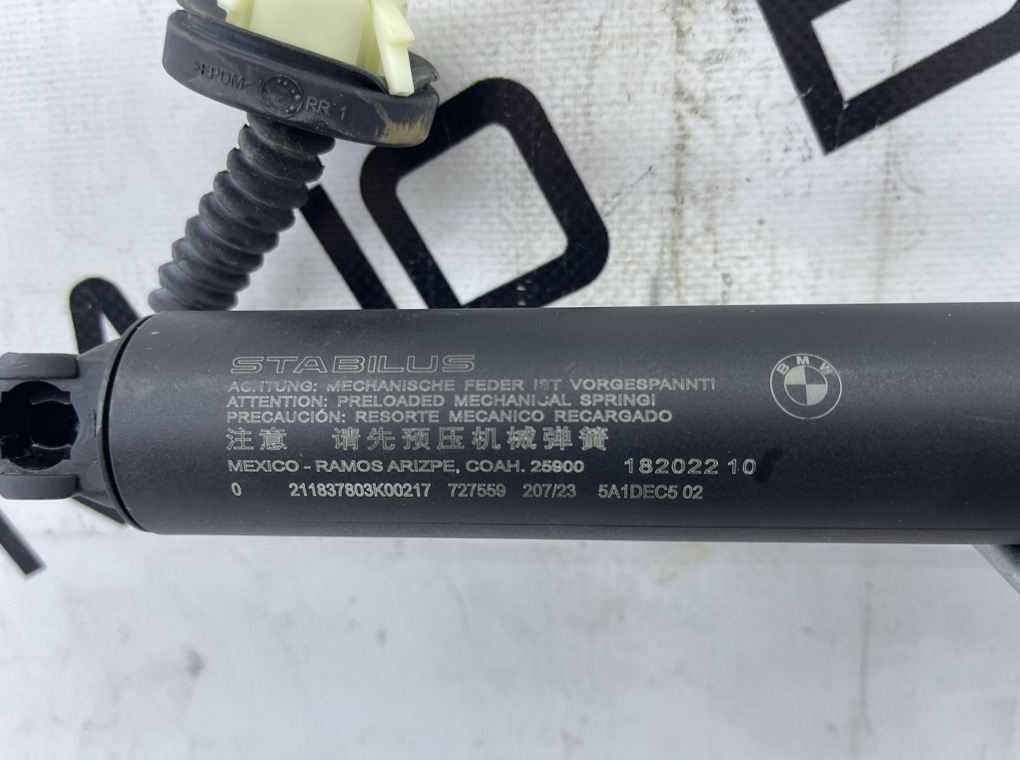 >EPDM<
RR 1
STABILUS
ACHTUNG: MECHANISCHE FEDER IST VORGESPANNT!
ATTENTION: PRELOADED MECHANICAL SPRING!
PRECAUCIÓN: RESORTE MECANICO RECARGADO
注意 请先预压机械弹簧
MEXICO - RAMOS ARIZPE, COAH. 25900 18202210
0 211837803K00217 727559 207/23 5A1DEC5 02
BMW